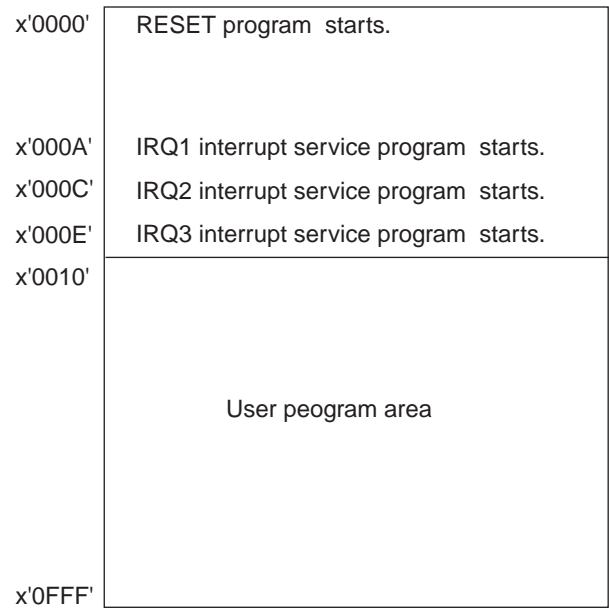 x'0000' RESET program starts.
x'000A' IRQ1 interrupt service program starts.
x'000C' IRQ2 interrupt service program starts.
x'000E' IRQ3 interrupt service program starts.
x'0010'
User peogram area
x'0FFF'